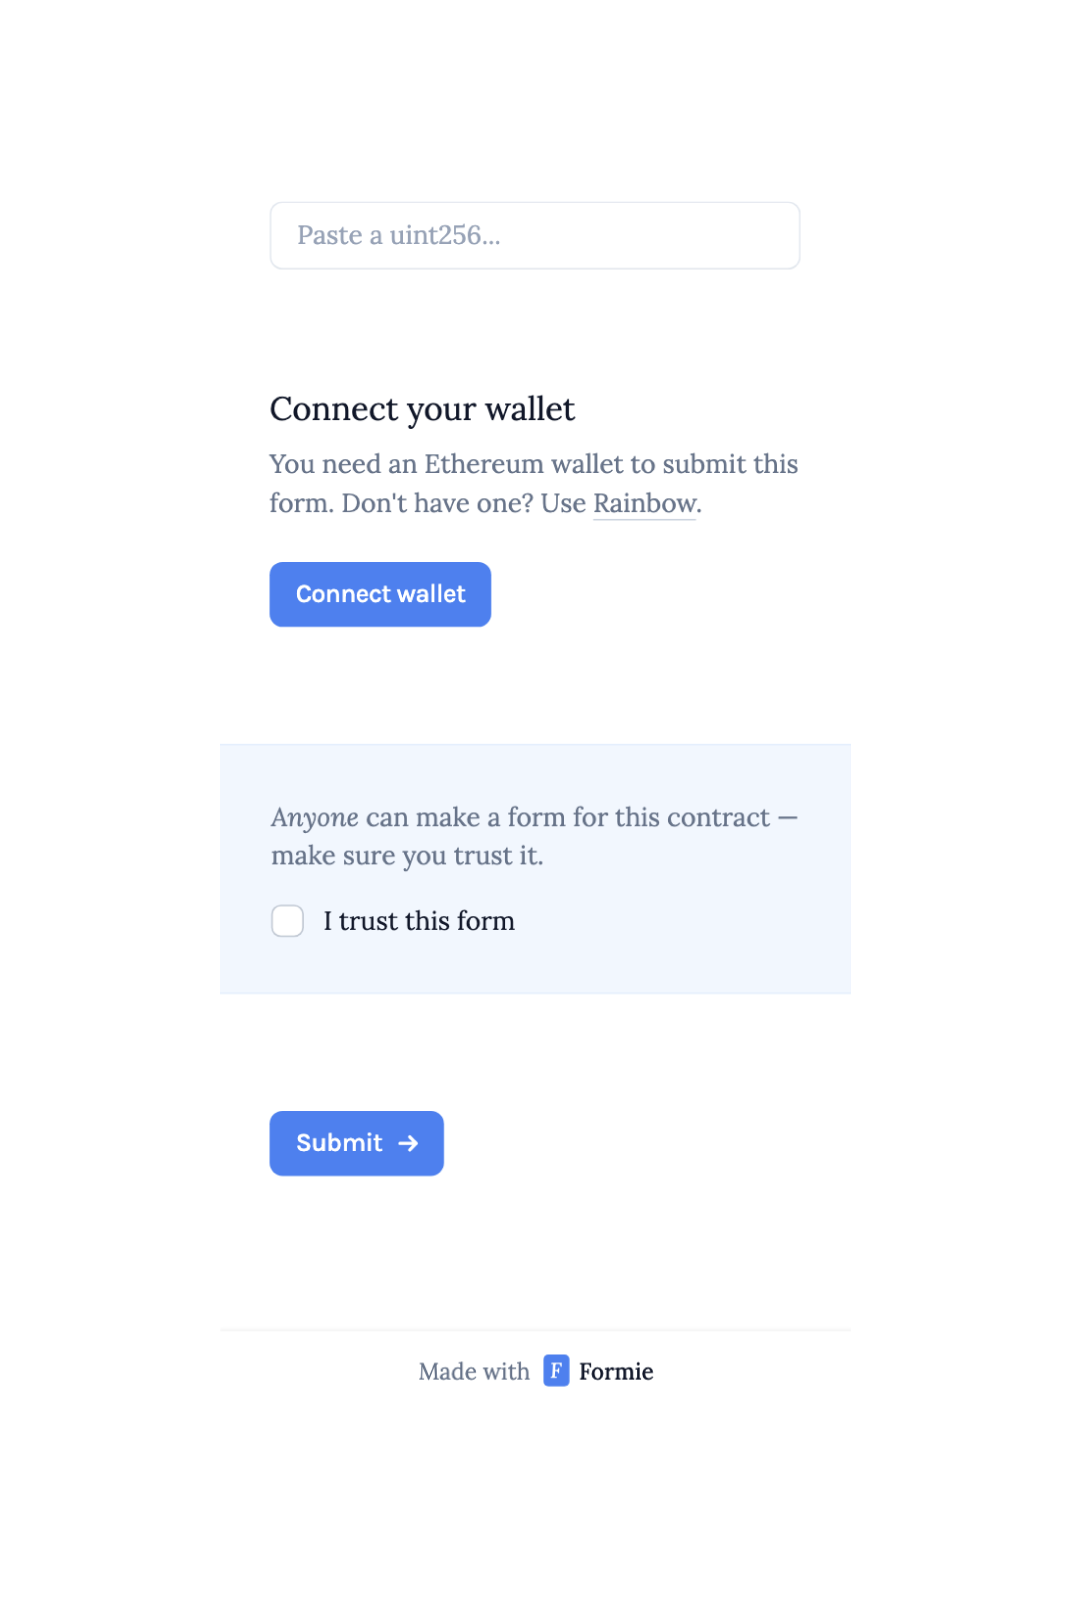 Paste a uint256...
Connect your wallet
You need an Ethereum wallet to submit this
form. Don't have one? Use Rainbow.
Connect wallet
Anyone can make a form for this contract —
make sure you trust it.
I trust this form
Submit →
Made with F Formie